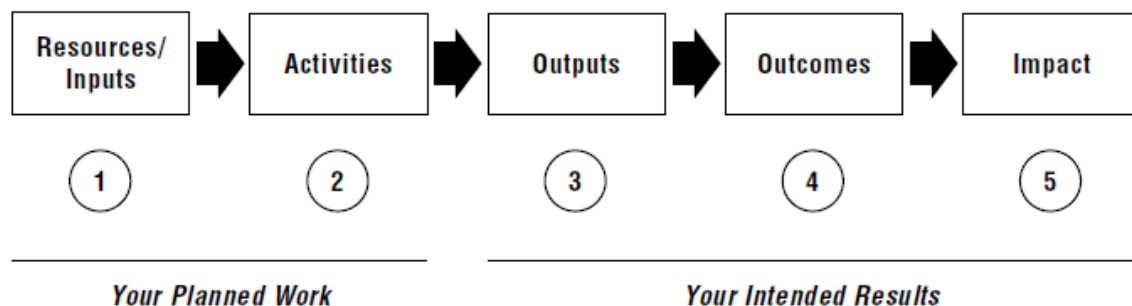 Resources/
Inputs
Activities
Outputs
Outcomes
Impact
1
2
3
4
5
Your Planned Work
Your Intended Results